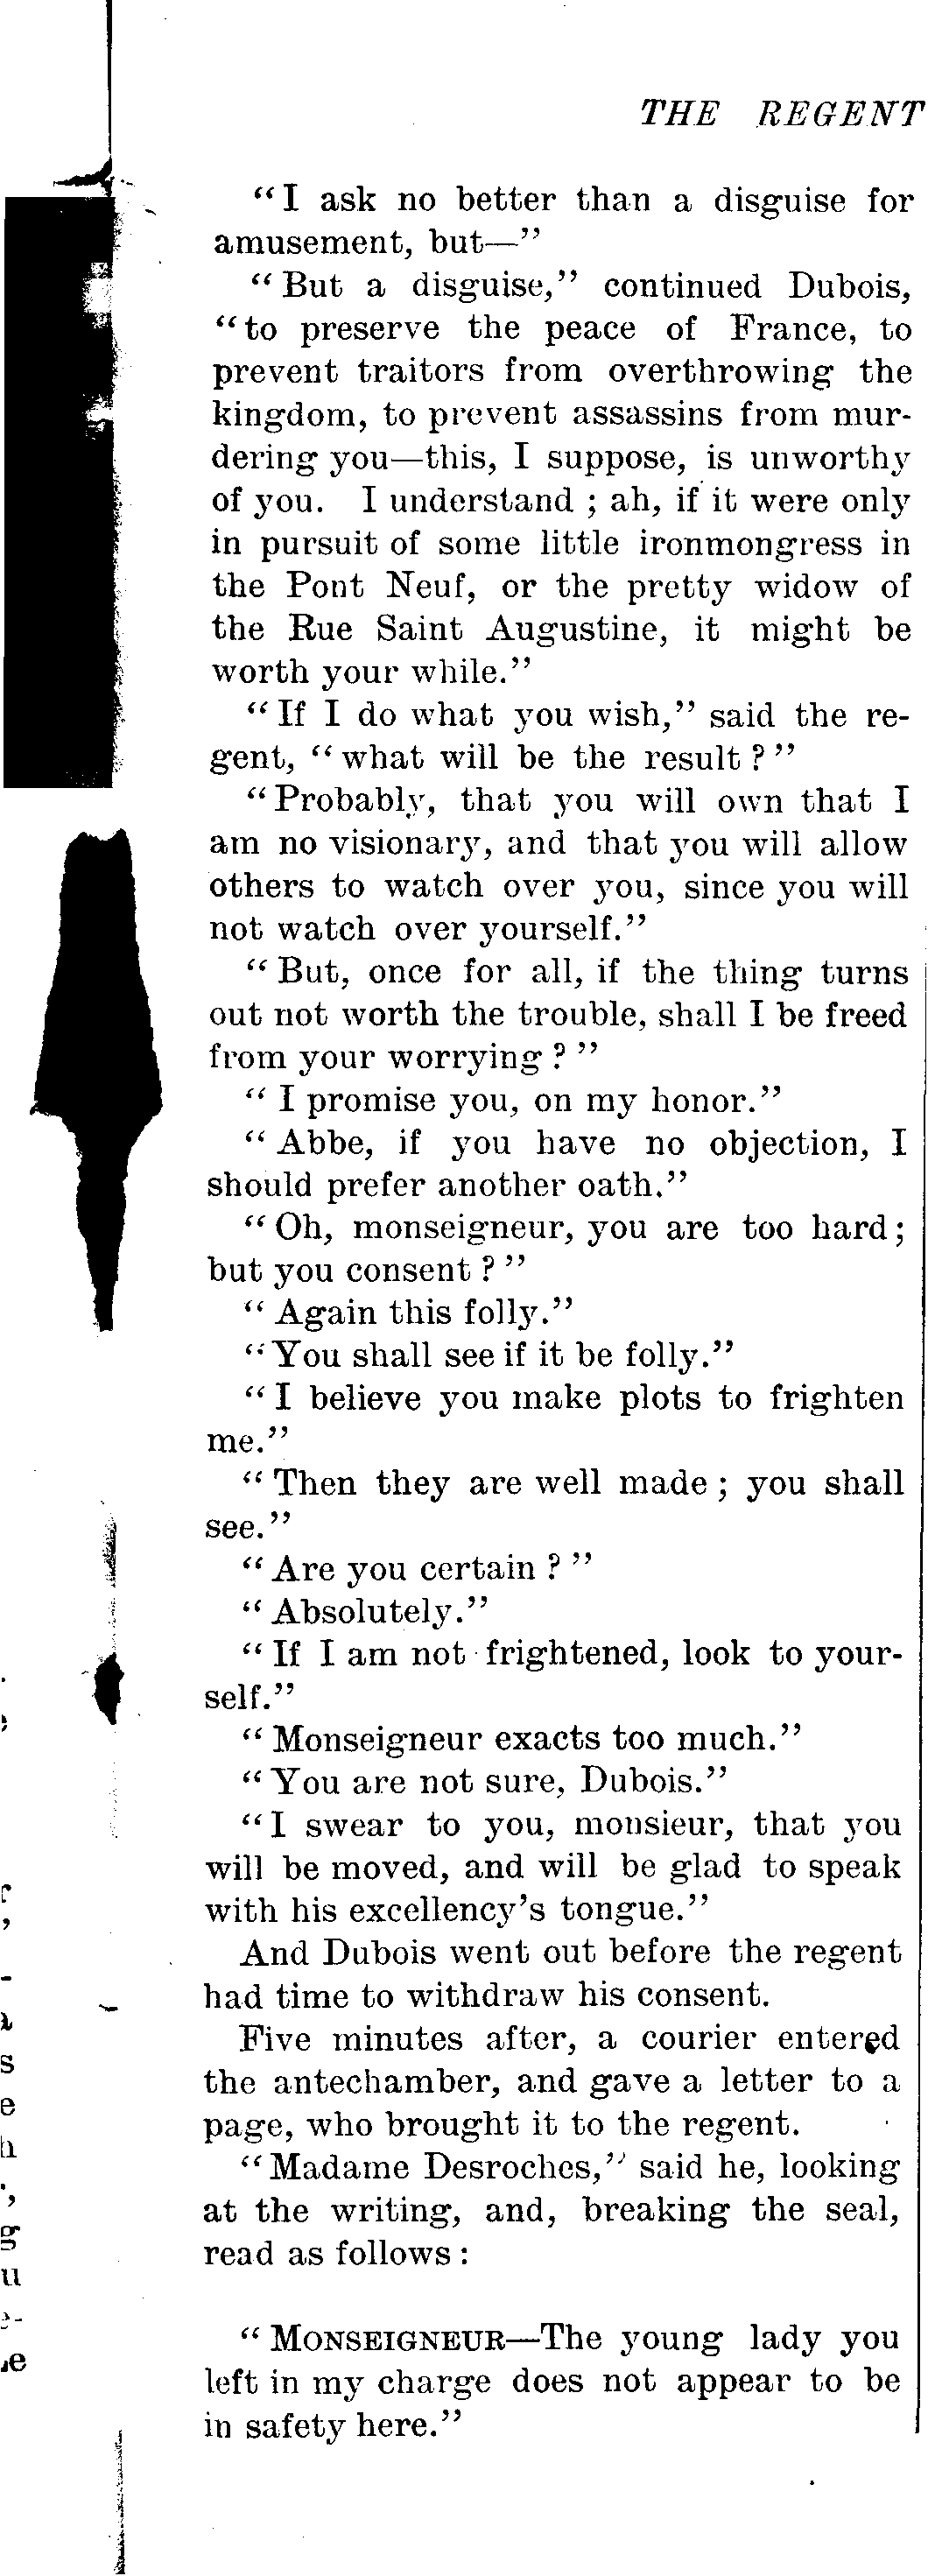 THE REGENT
“I ask no better than a disguise for
amusement, but—”
“But a disguise,” continued Dubois,
“to preserve the peace of France, to
prevent traitors from overthrowing the
kingdom, to prevent assassins from mur-
dering you—this, I suppose, is unworthy
of you. I understand ; ah, if it were only
in pursuit of some little ironmongress in
the Pont Neuf, or the pretty widow of
the Rue Saint Augustine, it might be
worth your while.”
“If I do what you wish,” said the re-
gent, “what will be the result ?”
“Probably, that you will own that I
am no visionary, and that you will allow
others to watch over you, since you will
not watch over yourself.”
“But, once for all, if the thing turns
out not worth the trouble, shall I be freed
from your worrying ?”
“I promise you, on my honor.”
“Abbe, if you have no objection, I
should prefer another oath.”
“Oh, monseigneur, you are too hard;
but you consent ?”
“Again this folly.”
“You shall see if it be folly.”
“I believe you make plots to frighten
me.”
“Then they are well made ; you shall
see.”
“Are you certain ?”
“Absolutely.”
“If I am not frightened, look to your-
self.”
“Monseigneur exacts too much.”
“You are not sure, Dubois.”
“I swear to you, monsieur, that you
will be moved, and will be glad to speak
with his excellency’s tongue.”
And Dubois went out before the regent
had time to withdraw his consent.
Five minutes after, a courier entered
the antechamber, and gave a letter to a
page, who brought it to the regent.
“Madame Desroches,” said he, looking
at the writing, and, breaking the seal,
read as follows :
“MONSEIGNEUR—The young lady you
left in my charge does not appear to be
in safety here.”